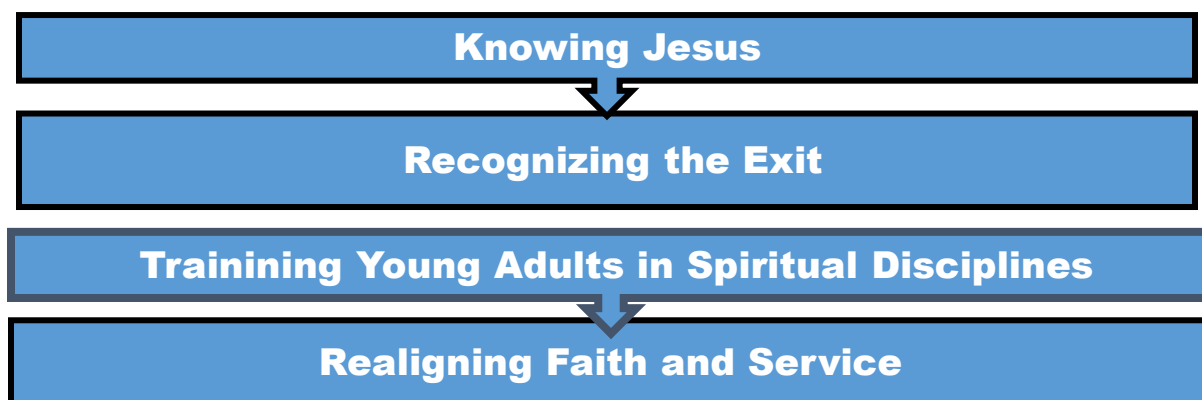 Knowing Jesus
Recognizing the Exit
Trainining Young Adults in Spiritual Disciplines
Realigning Faith and Service